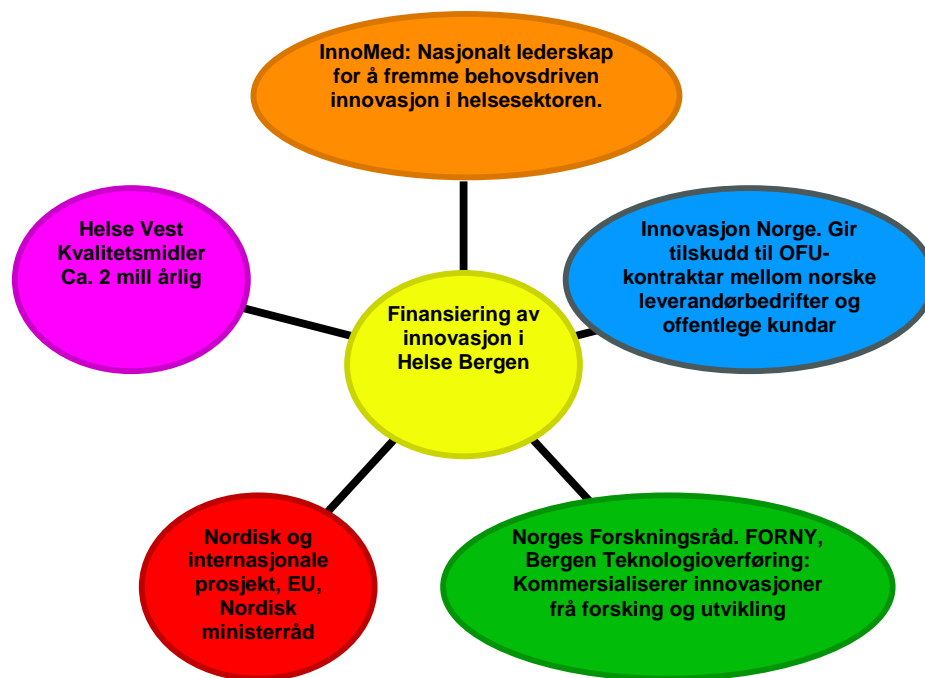 InnoMed: Nasjonalt lederskap
for å fremme behovsdriven
innovasjon i helsesektoren.
Helse Vest
Kvalitetsmidler
Ca. 2 mill årlig
Innovasjon Norge. Gir
tilskudd til OFU-
kontraktar mellom norske
leverandørbedrifter og
offentlege kundar
Finansiering av
innovasjon i
Helse Bergen
Nordisk og
internasjonale
prosjekt, EU,
Nordisk
ministerråd
Norges Forskningsråd. FORNY,
Bergen Teknologioverføring:
Kommersialiserer innovasjoner
frå forsking og utvikling